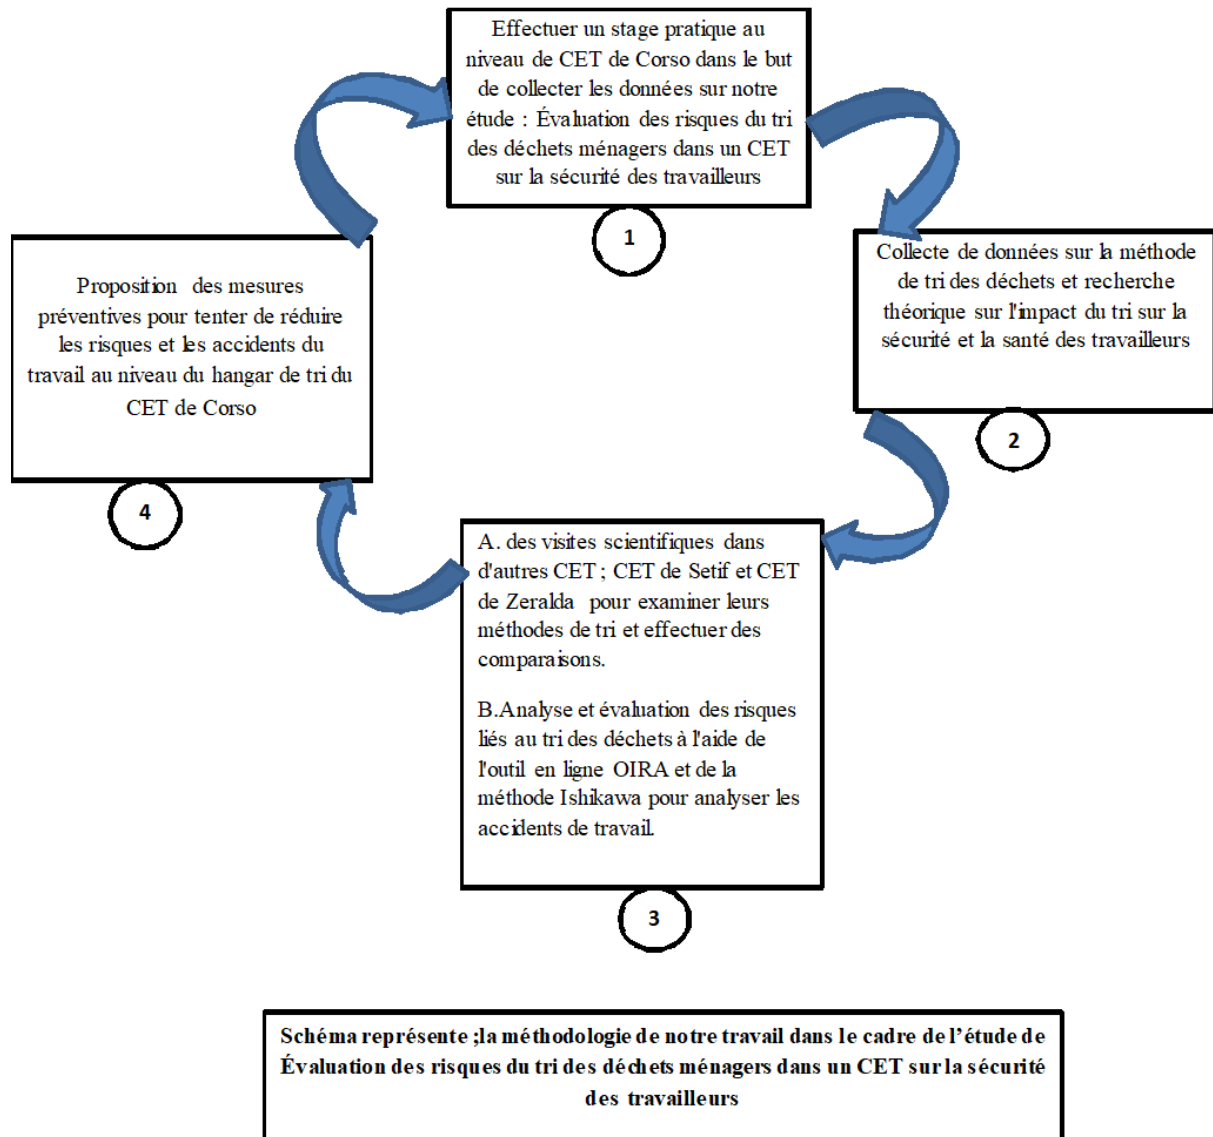 Effectuer un stage pratique au
niveau de CET de Corso dans le but
de collecter les données sur notre
étude : Évaluation des risques du tri
des déchets ménagers dans un CET
sur la sécurité des travailleurs
1
Collecte de données sur la méthode
de tri des déchets et recherche
théorique sur l'impact du tri sur la
sécurité et la santé des travailleurs
2
A. des visites scientifiques dans
d'autres CET ; CET de Setif et CET
de Zeralda pour examiner leurs
méthodes de tri et effectuer des
comparaisons.
B.Analyse et évaluation des risques
liés au tri des déchets à l'aide de
l'outil en ligne OIRA et de la
méthode Ishikawa pour analyser les
accidents de travail.
3
Proposition des mesures
préventives pour tenter de réduire
les risques et les accidents du
travail au niveau du hangar de tri du
CET de Corso
4
Schéma représente ;la méthodologie de notre travail dans le cadre de l’étude de
Évaluation des risques du tri des déchets ménagers dans un CET sur la sécurité
des travailleurs